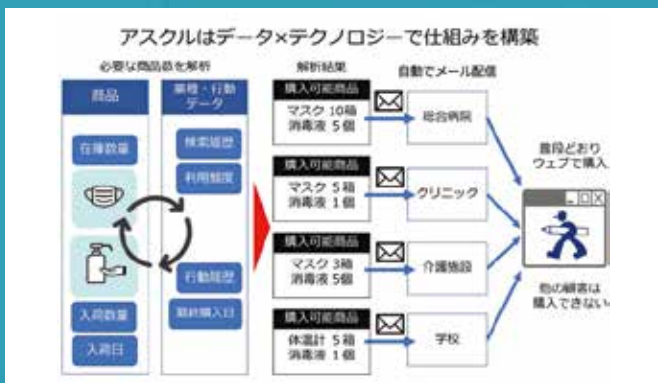 アスクルはデータ×テクノロジーで仕組みを構築
必要な商品数を解析
商品
在庫数量
入荷数量
入荷日
業種・行動
データ
検索履歴
利用頻度
行動履歴
最終購入日
解析結果
購入可能商品
マスク 10箱
消毒液 5個
購入可能商品
マスク 5箱
消毒液 1個
購入可能商品
マスク 3箱
消毒液 5個
購入可能商品
体温計 5箱
消毒液 1個
自動でメール配信
総合病院
クリニック
介護施設
学校
普段どおり
ウェブで購入
他の顧客は
購入できない